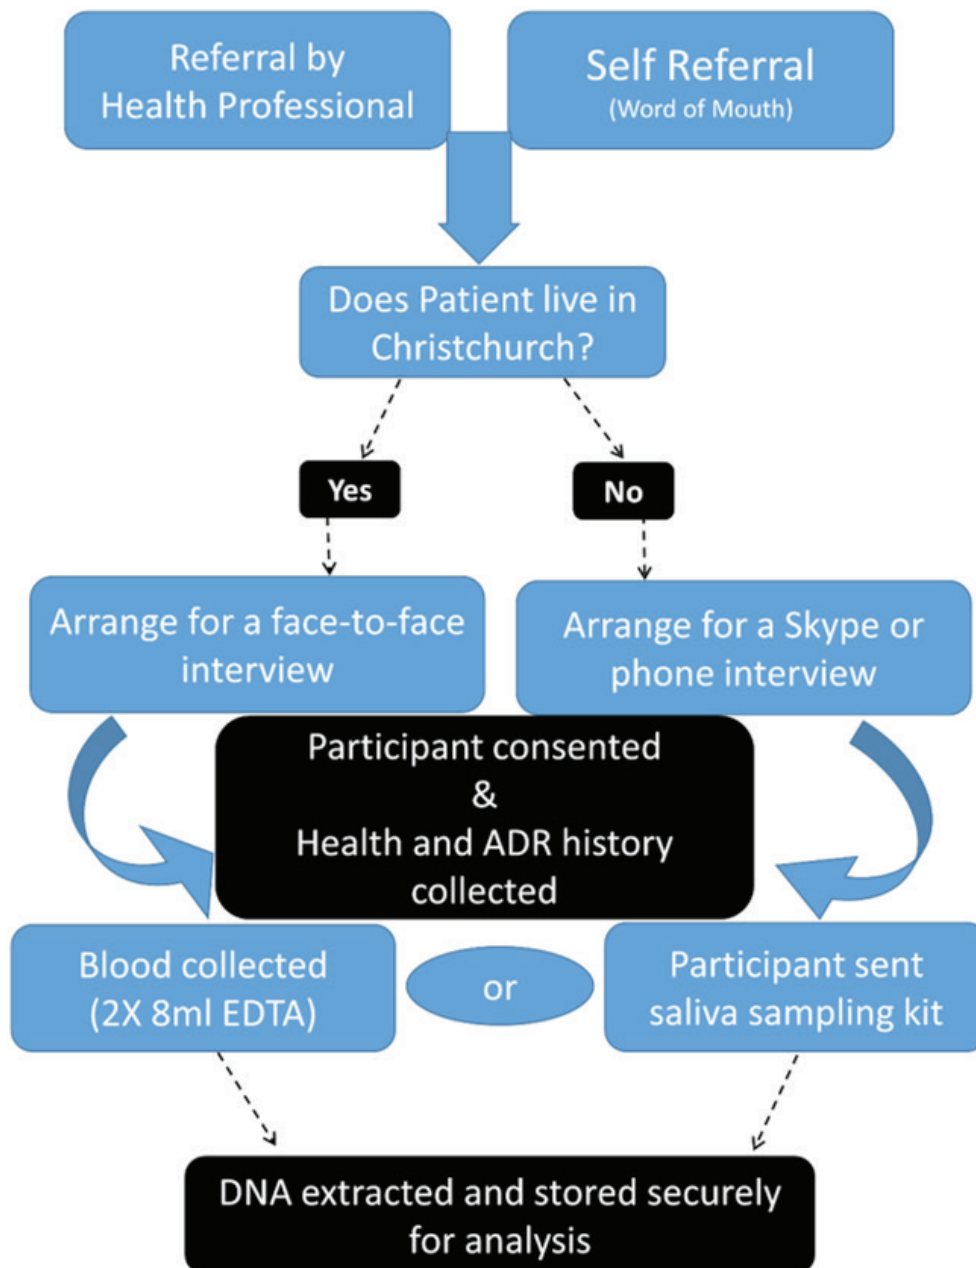 Referral by
Health Professional
Self Referral
(Word of Mouth)
Does Patient live in
Christchurch?
Yes
No
Arrange for a face-to-face
interview
Arrange for a Skype or
phone interview
Participant consented
&
Health and ADR history
collected
Blood collected
(2X 8ml EDTA)
or
Participant sent
saliva sampling kit
DNA extracted and stored securely
for analysis